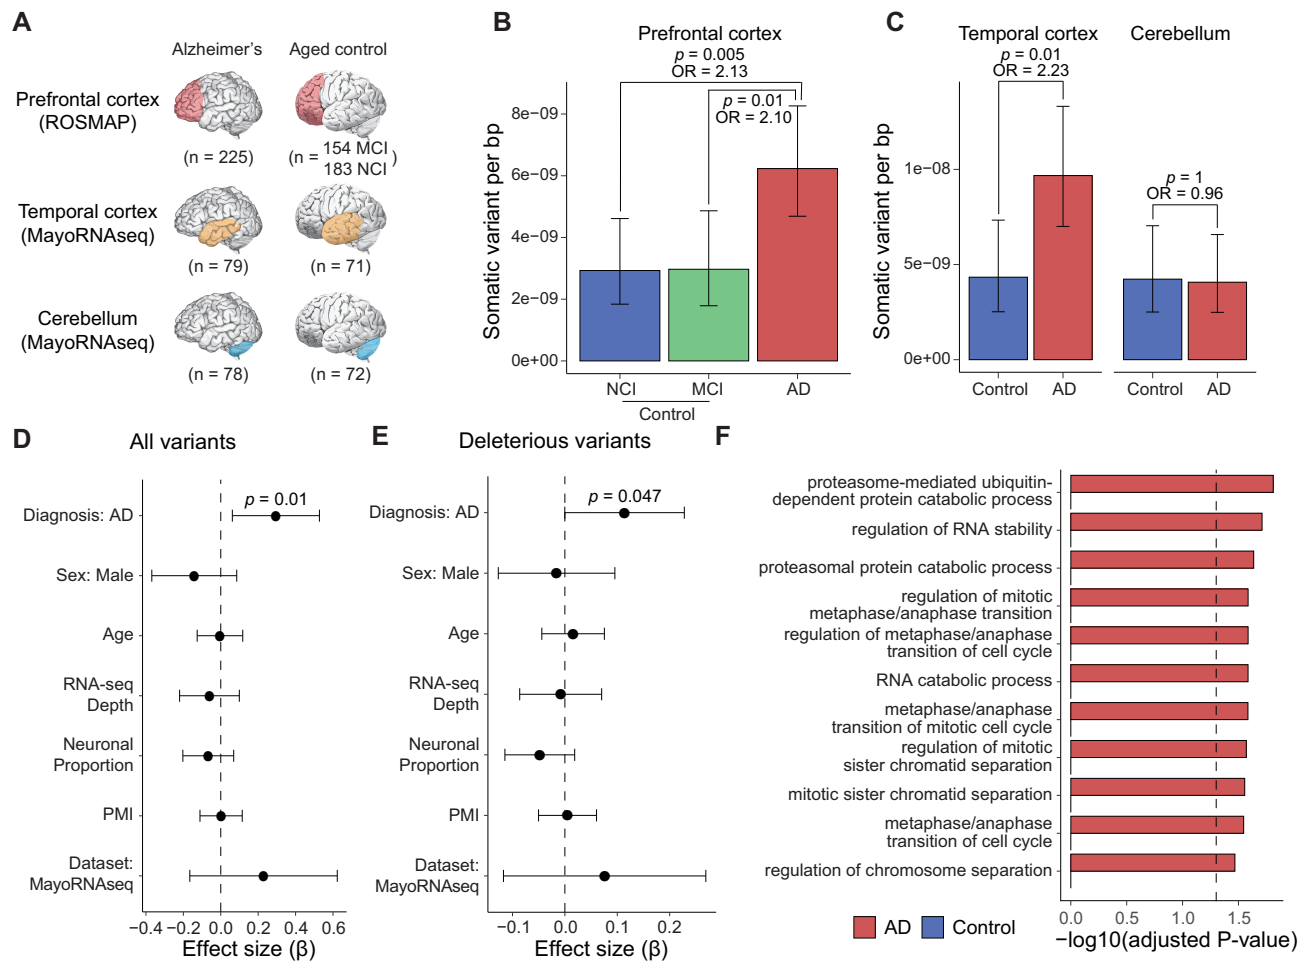 A
Alzheimer's
Aged control
Prefrontal cortex
(ROSMAP)
(n = 225)
(n = 154 MCI
183 NCI )
Temporal cortex
(MayoRNAseq)
(n = 79)
(n = 71)
Cerebellum
(MayoRNAseq)
(n = 78)
(n = 72)
B
Prefrontal cortex
p = 0.005
OR = 2.13
p = 0.01
OR = 2.10
Somatic variant per bp
8e−09
6e−09
4e−09
2e−09
0e+00
NCI
MCI
AD
Control
C
Temporal cortex
Cerebellum
p = 0.01
OR = 2.23
p = 1
OR = 0.96
Somatic variant per bp
1e−08
5e−09
0e+00
Control
AD
Control
AD
D
All variants
p = 0.01
Diagnosis: AD
Sex: Male
Age
RNA-seq
Depth
Neuronal
Proportion
PMI
Dataset:
MayoRNAseq
−0.4
−0.2
0.0
0.2
0.4
0.6
Effect size (β)
E
Deleterious variants
p = 0.047
Diagnosis: AD
Sex: Male
Age
RNA-seq
Depth
Neuronal
Proportion
PMI
Dataset:
MayoRNAseq
−0.1
0.0
0.1
0.2
Effect size (β)
F
proteasome-mediated ubiquitin-
dependent protein catabolic process
regulation of RNA stability
proteasomal protein catabolic process
regulation of mitotic
metaphase/anaphase transition
regulation of metaphase/anaphase
transition of cell cycle
RNA catabolic process
metaphase/anaphase
transition of mitotic cell cycle
regulation of mitotic
sister chromatid separation
mitotic sister chromatid separation
metaphase/anaphase
transition of cell cycle
regulation of chromosome separation
0.0
0.5
1.0
1.5
−log10(adjusted P-value)
AD
Control